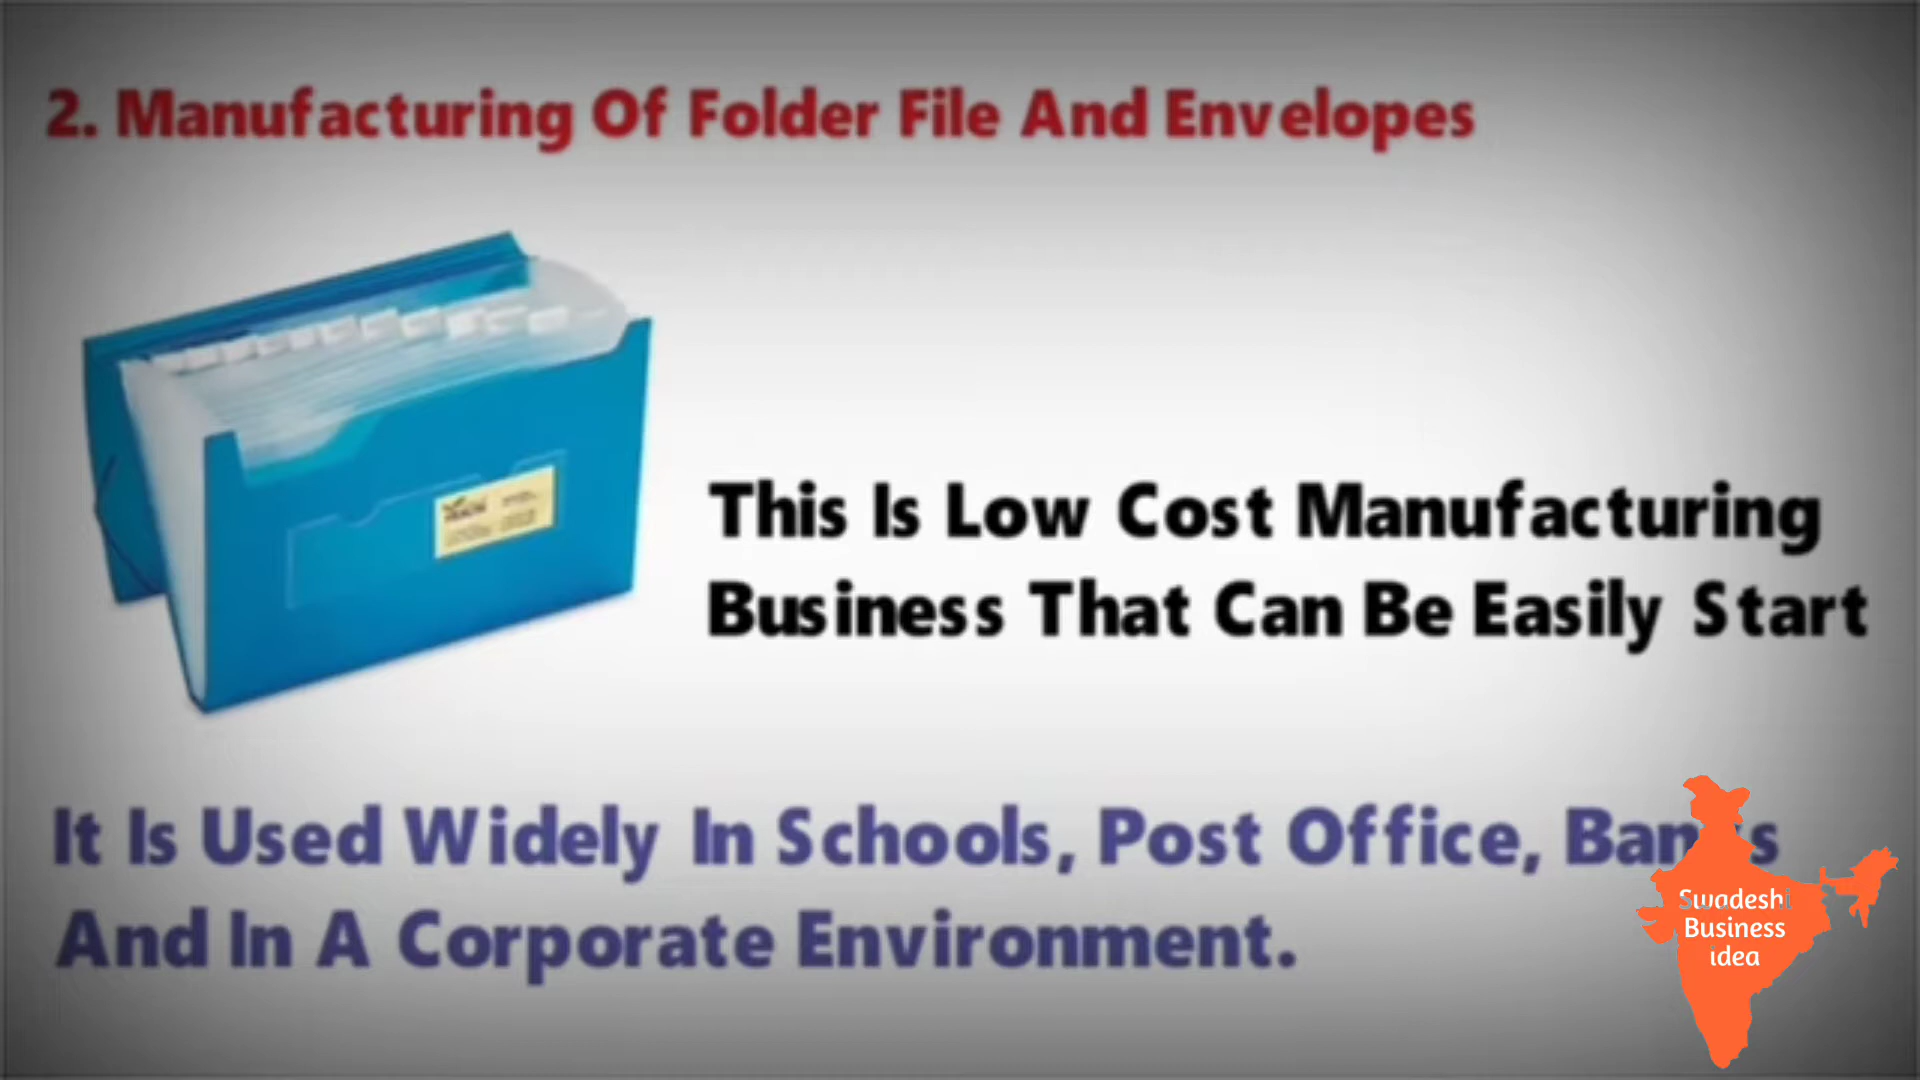 2. Manufacturing Of Folder File And Envelopes
This Is Low Cost Manufacturing
Business That Can Be Easily Start
It Is Used Widely In Schools, Post Office, Banks
And In A Corporate Environment.
Swadeshi
Business
idea